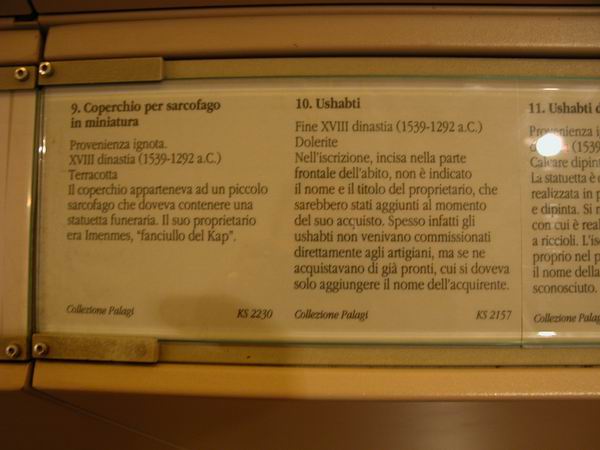 9. Coperchio per sarcofago
in miniatura
Provenienza ignota.
XVIII dinastia (1539-1292 a.C.)
Terracotta
Il coperchio apparteneva ad un piccolo
sarcofago che doveva contenere una
statuetta funeraria. Il suo proprietario
era Imenmes, "fanciullo del Kap".
Collezione Palagi KS 2230
10. Ushabti
Fine XVIII dinastia (1539-1292 a.C.)
Dolerite
Nell'iscrizione, incisa nella parte
frontale dell'abito, non è indicato
il nome e il titolo del proprietario, che
sarebbero stati aggiunti al momento
del suo acquisto. Spesso infatti gli
ushabti non venivano commissionati
direttamente agli artigiani, ma se ne
acquistavano di già pronti, cui si doveva
solo aggiungere il nome dell'acquirente.
Collezione Palagi KS 2157
11. Ushabti d
Provenienza i
(1539
Calcare dipint
La statuetta è
realizzata in p
e dipinta. Si
con cui è real
a riccioli. L'is
proprio nel p
il nome della
sconosciuto.
Collezione Palag